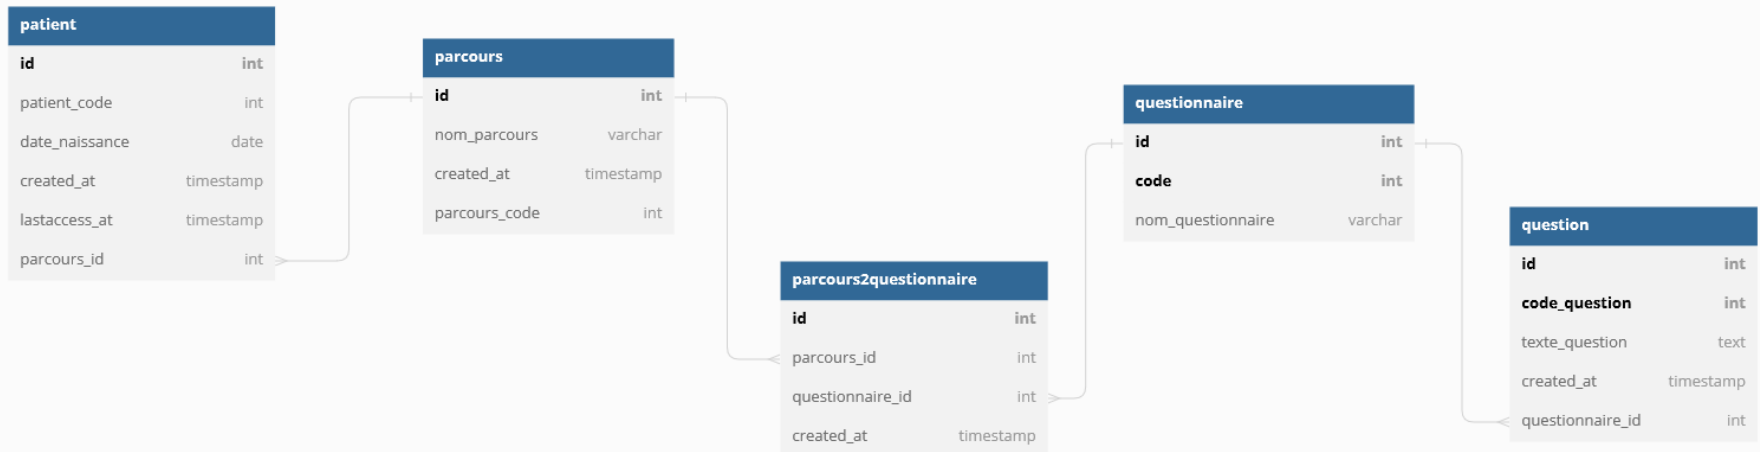 patient
id int
patient_code int
date_naissance date
created_at timestamp
lastaccess_at timestamp
parcours_id int
parcours
id int
nom_parcours varchar
created_at timestamp
parcours_code int
parcours2questionnaire
id int
parcours_id int
questionnaire_id int
created_at timestamp
questionnaire
id int
code int
nom_questionnaire varchar
question
id int
code_question int
texte_question text
created_at timestamp
questionnaire_id int